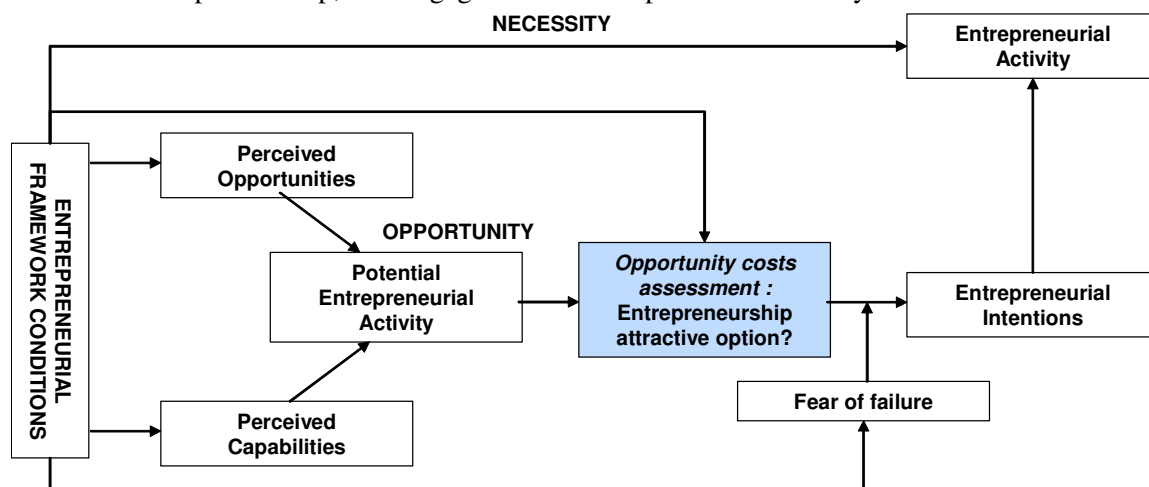 NECESSITY
Entrepreneurial
Activity
ENTREPRENEURIAL
FRAMEWORK CONDITIONS
Perceived
Opportunities
OPPORTUNITY
Potential
Entrepreneurial
Activity
Opportunity costs
assessment :
Entrepreneurship
attractive option?
Entrepreneurial
Intentions
Fear of failure
Perceived
Capabilities